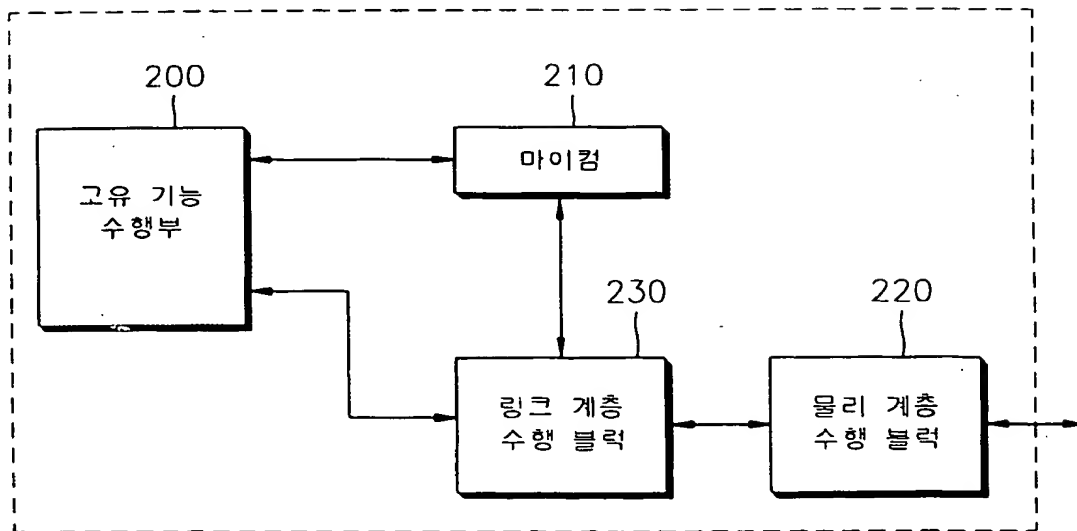 200
210
마이컴
고유 기능
수행부
230
220
링크 계층
수행 블럭
물리 계층
수행 블럭